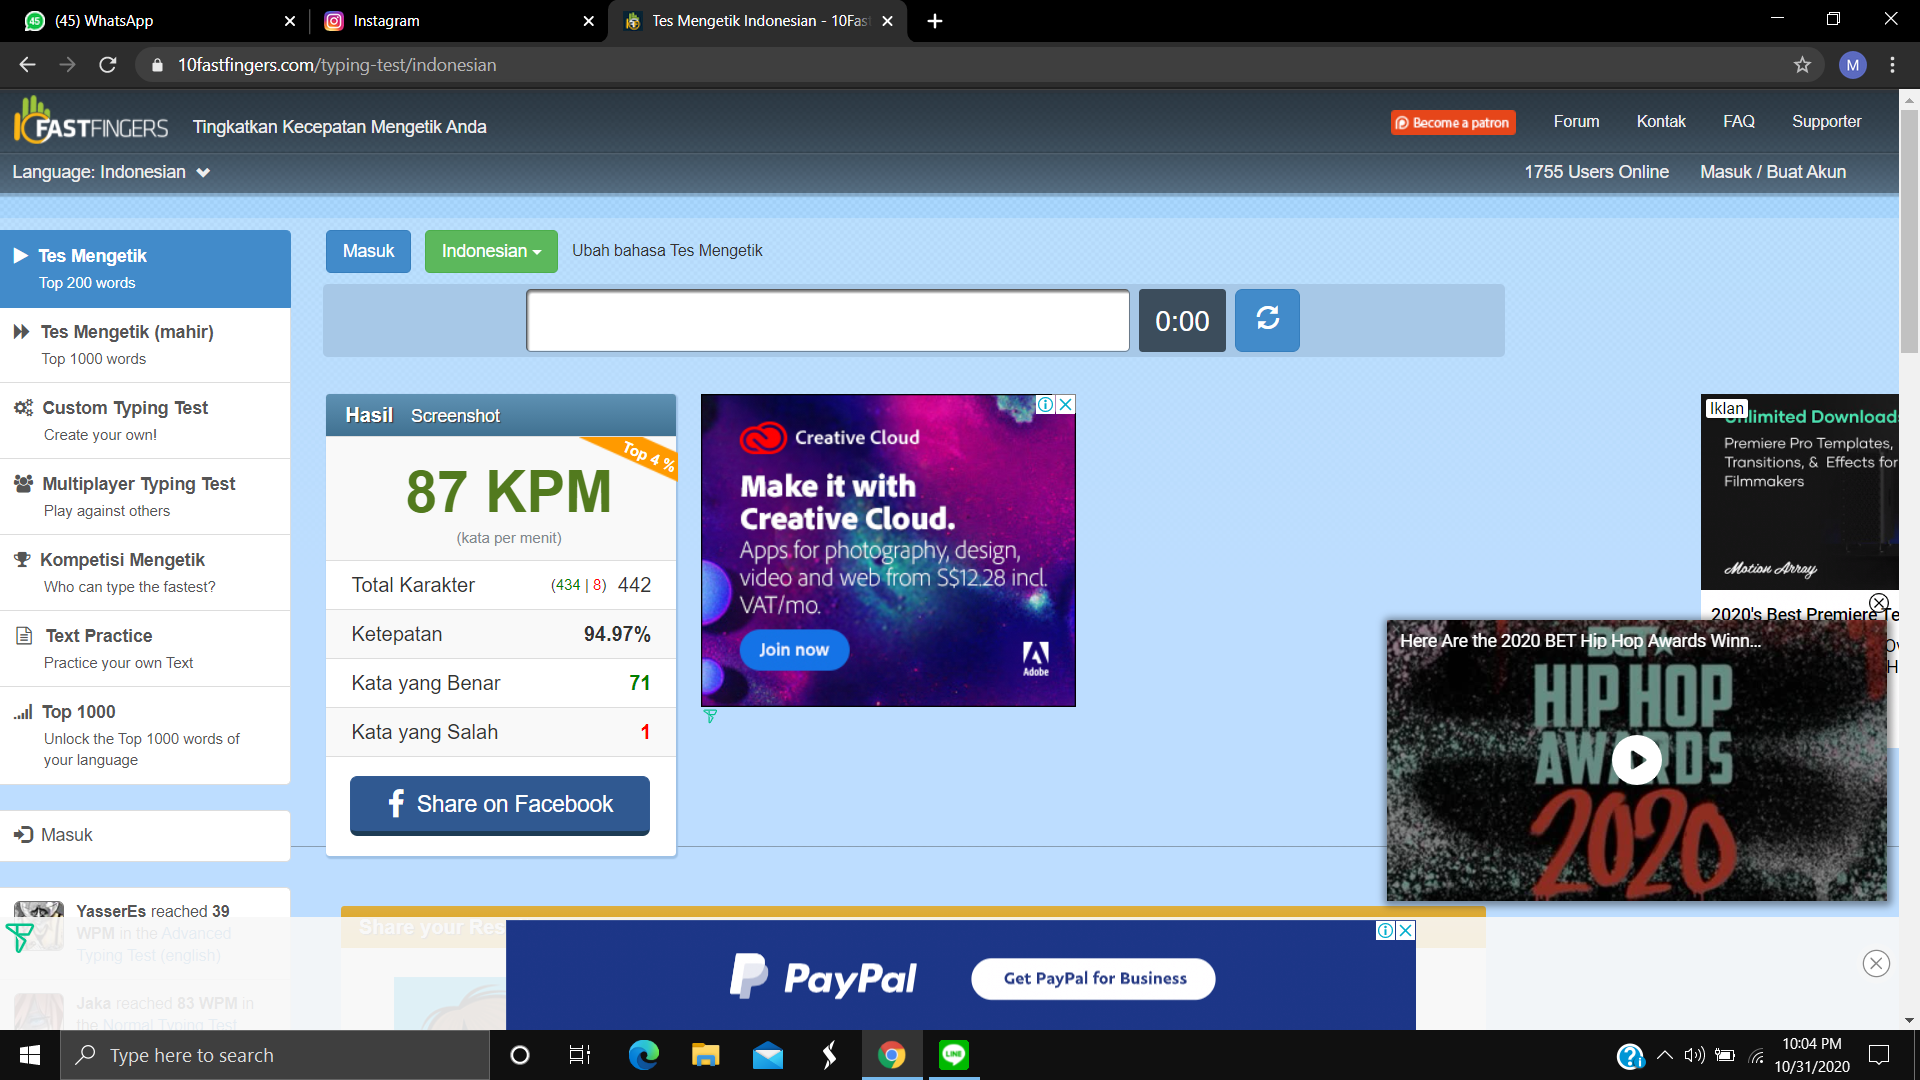 (45) WhatsApp
Instagram
Tes Mengetik Indonesian - 10Fas
10fastfingers.com/typing-test/indonesian
M
FASTFINGERS
Tingkatkan Kecepatan Mengetik Anda
Become a patron
Forum
Kontak
FAQ
Supporter
Language: Indonesian
1755 Users Online
Masuk / Buat Akun
Tes Mengetik
Top 200 words
Tes Mengetik (mahir)
Top 1000 words
Custom Typing Test
Create your own!
Multiplayer Typing Test
Play against others
Kompetisi Mengetik
Who can type the fastest?
Text Practice
Practice your own Text
Top 1000
Unlock the Top 1000 words of
your language
Masuk
YasserEs reached 39
WPM in the Advanced
Typing Test (english)
Jaka reached 83 WPM in
the Normal Typing Test
Masuk
Indonesian
Ubah bahasa Tes Mengetik
0:00
Hasil Screenshot
Top 4 %
87 KPM
(kata per menit)
Total Karakter (434 | 8) 442
Ketepatan 94.97%
Kata yang Benar 71
Kata yang Salah 1
Share on Facebook
Creative Cloud
Make it with
Creative Cloud.
Apps for photography, design,
video and web from S$12.28 incl.
VAT/mo.
Join now
Adobe
Iklan
Unlimited Downloads
Premiere Pro Templates,
Transitions, & Effects for
Filmmakers
Motion Array
2020's Best Premiere Te
Here Are the 2020 BET Hip Hop Awards Winn...
BET
HIP HOP
AWARDS
2020
Share your Res
PayPal
Get PayPal for Business
Type here to search
LINE
10:04 PM
10/31/2020